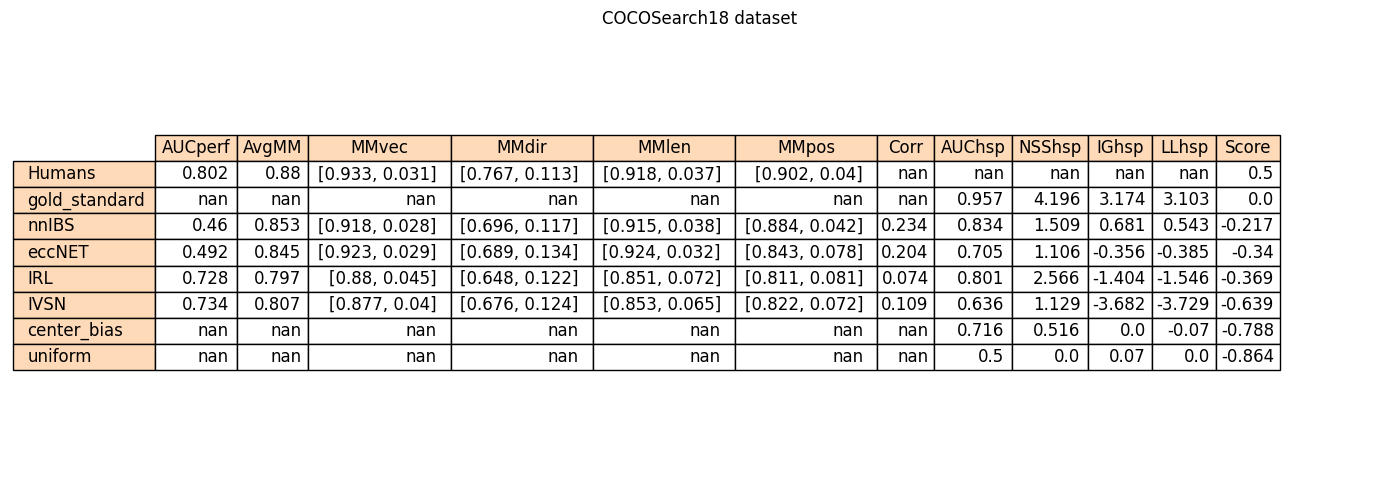 COCOSearch18 dataset
AUCperf AvgMM MMvec MMdir MMlen MMpos Corr AUChsp NSShsp IGhsp LLhsp Score
Humans 0.802 0.88 [0.933, 0.031] [0.767, 0.113] [0.918, 0.037] [0.902, 0.04] nan nan nan nan nan 0.5
gold_standard nan nan nan nan nan nan nan 0.957 4.196 3.174 3.103 0.0
nnIBS 0.46 0.853 [0.918, 0.028] [0.696, 0.117] [0.915, 0.038] [0.884, 0.042] 0.234 0.834 1.509 0.681 0.543 -0.217
eccNET 0.492 0.845 [0.923, 0.029] [0.689, 0.134] [0.924, 0.032] [0.843, 0.078] 0.204 0.705 1.106 -0.356 -0.385 -0.34
IRL 0.728 0.797 [0.88, 0.045] [0.648, 0.122] [0.851, 0.072] [0.811, 0.081] 0.074 0.801 2.566 -1.404 -1.546 -0.369
IVSN 0.734 0.807 [0.877, 0.04] [0.676, 0.124] [0.853, 0.065] [0.822, 0.072] 0.109 0.636 1.129 -3.682 -3.729 -0.639
center_bias nan nan nan nan nan nan nan 0.716 0.516 0.0 -0.07 -0.788
uniform nan nan nan nan nan nan nan 0.5 0.0 0.07 0.0 -0.864